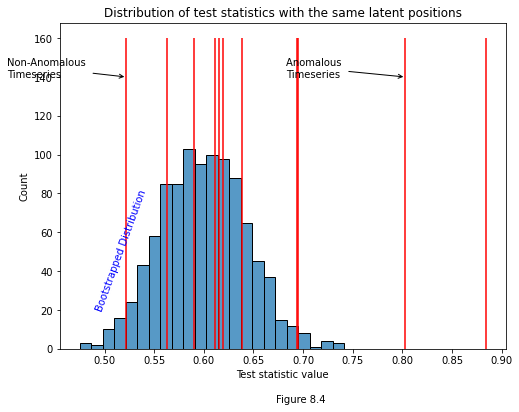 Distribution of test statistics with the same latent positions
160
Non-Anomalous
Timeseries
Anomalous
Timeseries
140
120
100
80
60
40
20
0
Count
Bootstrapped Distribution
0.50 0.55 0.60 0.65 0.70 0.75 0.80 0.85 0.90
Test statistic value
Figure 8.4